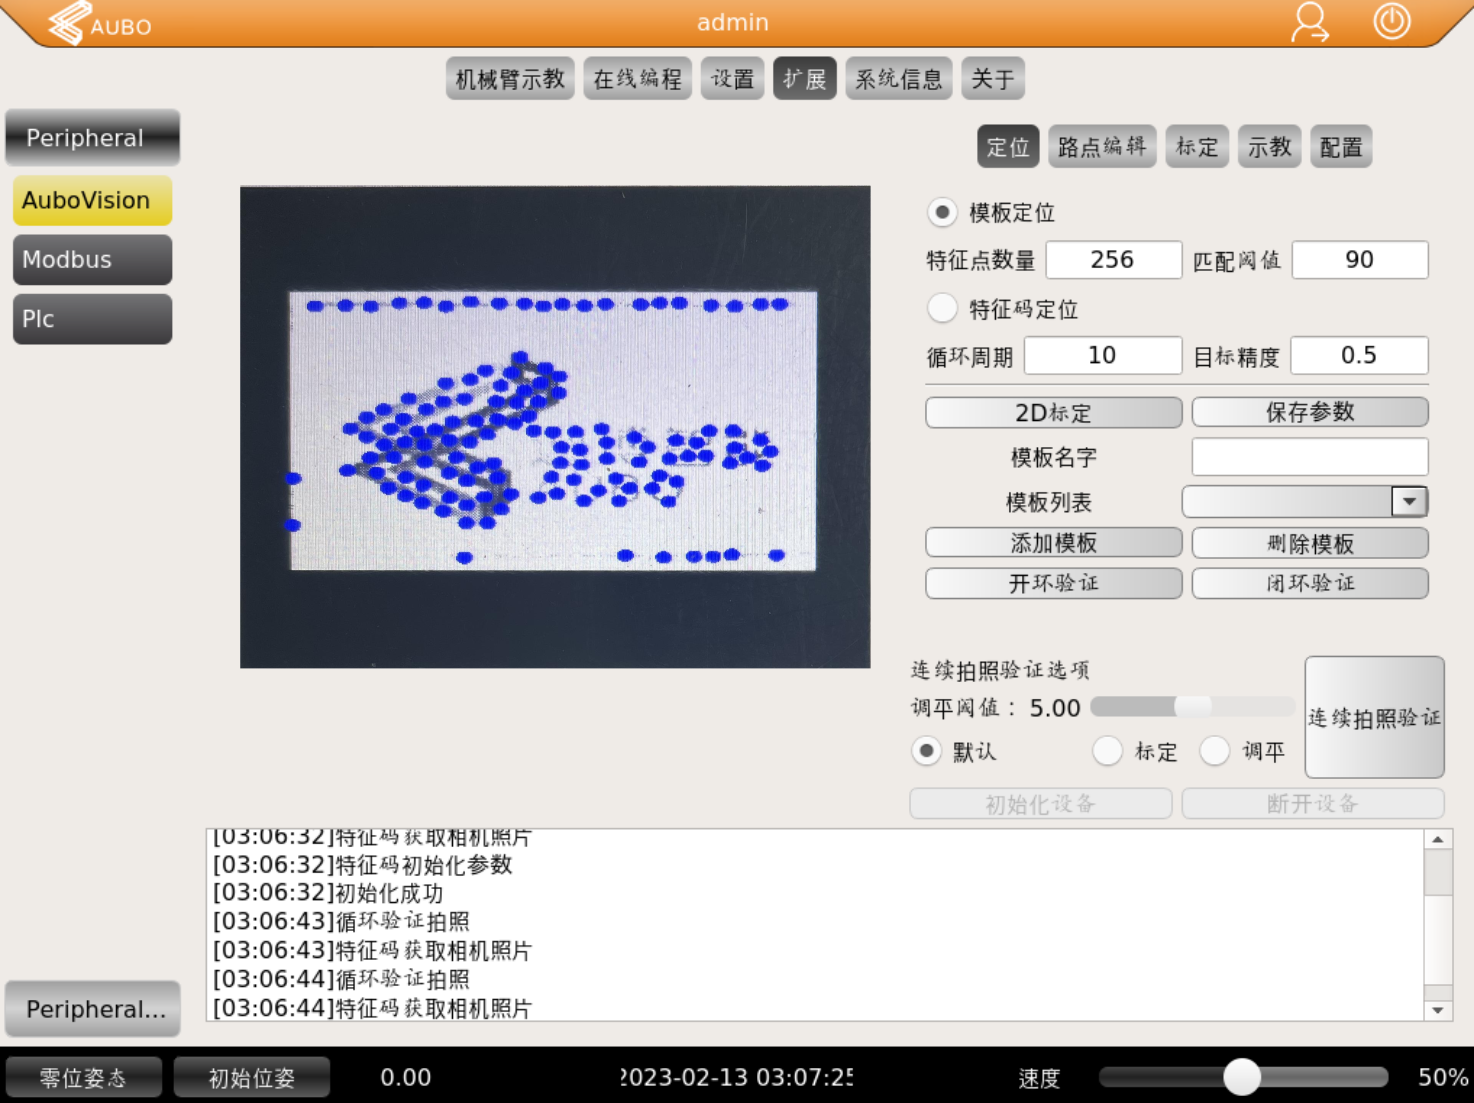 AUBO
admin
机械臂示教 在线编程 设置 扩展 系统信息 关于
Peripheral
AuboVision
Modbus
Plc
Peripheral...
定位 路点编辑 标定 示教 配置
模板定位
特征点数量 256 匹配阈值 90
特征码定位
循环周期 10 目标精度 0.5
2D标定 保存参数
模板名字
模板列表
添加模板 删除模板
开环验证 闭环验证
连续拍照验证选项
调平阈值： 5.00
连续拍照验证
默认 标定 调平
初始化设备 断开设备
[03:06:32]特征码获取相机照片
[03:06:32]特征码初始化参数
[03:06:32]初始化成功
[03:06:43]循环验证拍照
[03:06:43]特征码获取相机照片
[03:06:44]循环验证拍照
[03:06:44]特征码获取相机照片
零位姿态 初始位姿 0.00 2023-02-13 03:07:25 速度 50%